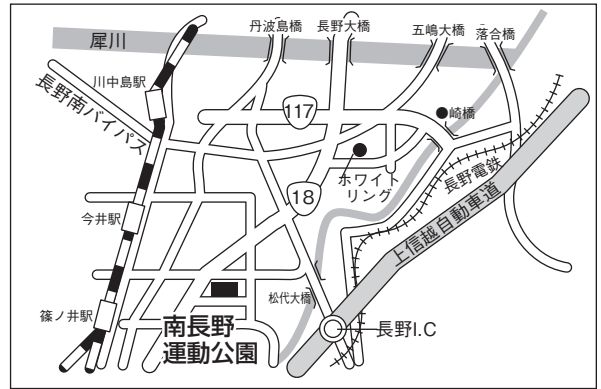 丹波島橋
長野大橋
五嶋大橋
落合橋
犀川
川中島駅
長野南バイパス
117
崎橋
ホワイト
リング
長野電鉄
18
上信越自動車道
今井駅
松代大橋
篠ノ井駅
南長野
運動公園
長野I.C